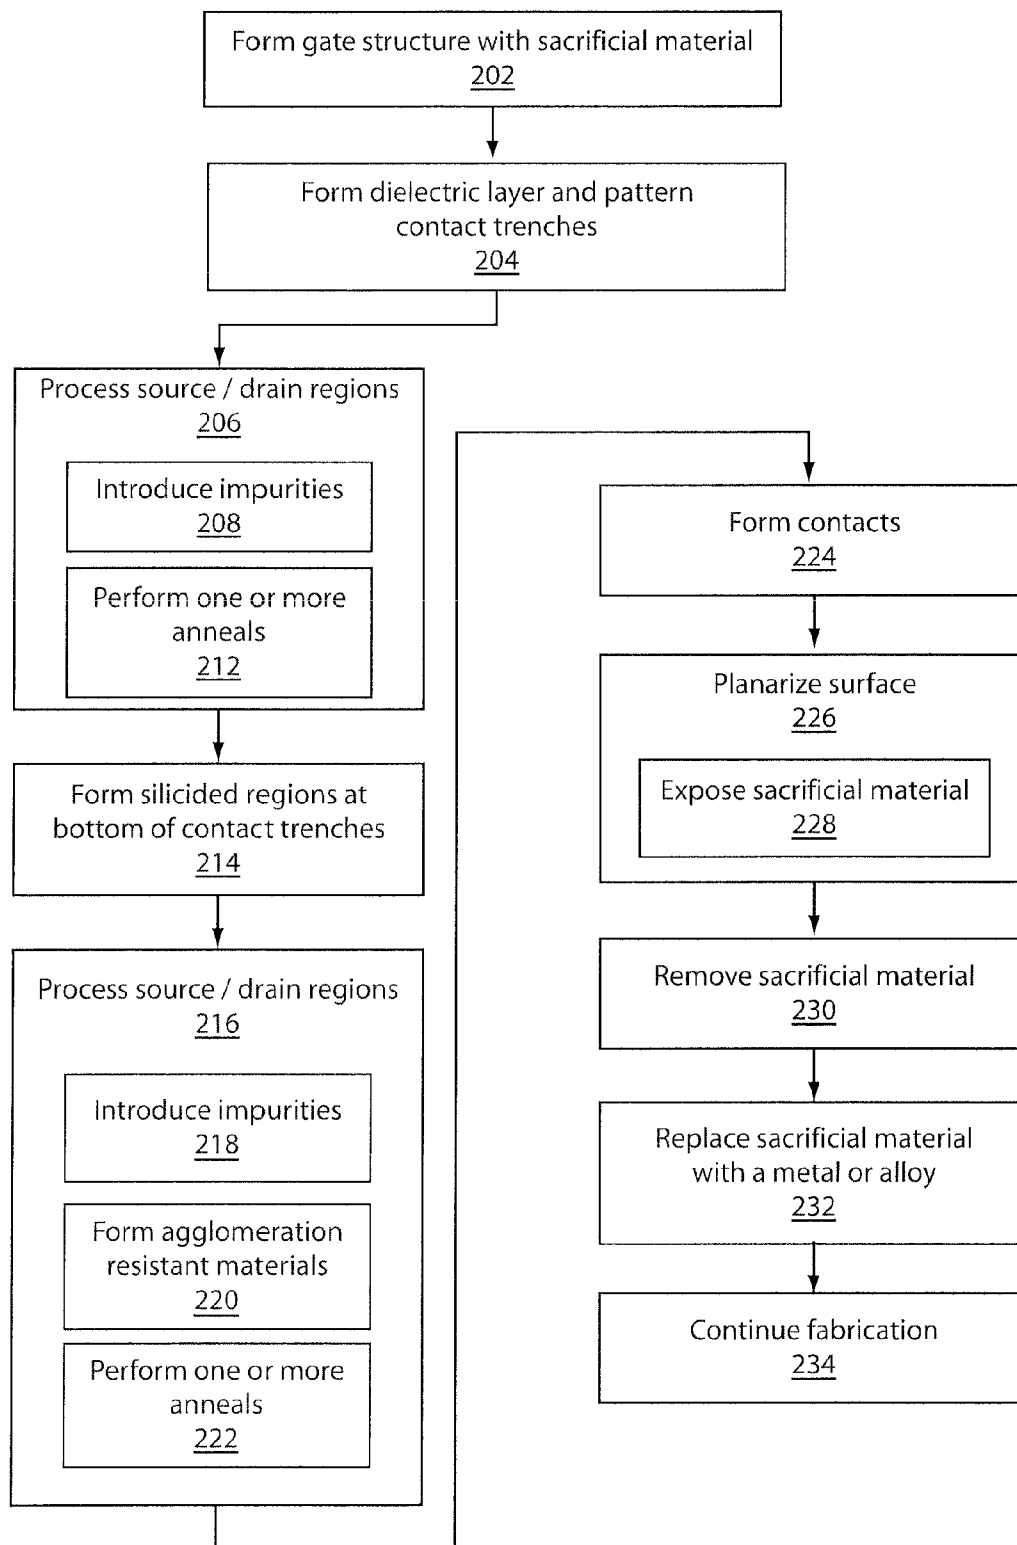 Form gate structure with sacrificial material
202
Form dielectric layer and pattern
contact trenches
204
Process source / drain regions
206
Introduce impurities
208
Perform one or more
anneals
212
Form silicided regions at
bottom of contact trenches
214
Process source / drain regions
216
Introduce impurities
218
Form agglomeration
resistant materials
220
Perform one or more
anneals
222
Form contacts
224
Planarize surface
226
Expose sacrificial material
228
Remove sacrificial material
230
Replace sacrificial material
with a metal or alloy
232
Continue fabrication
234